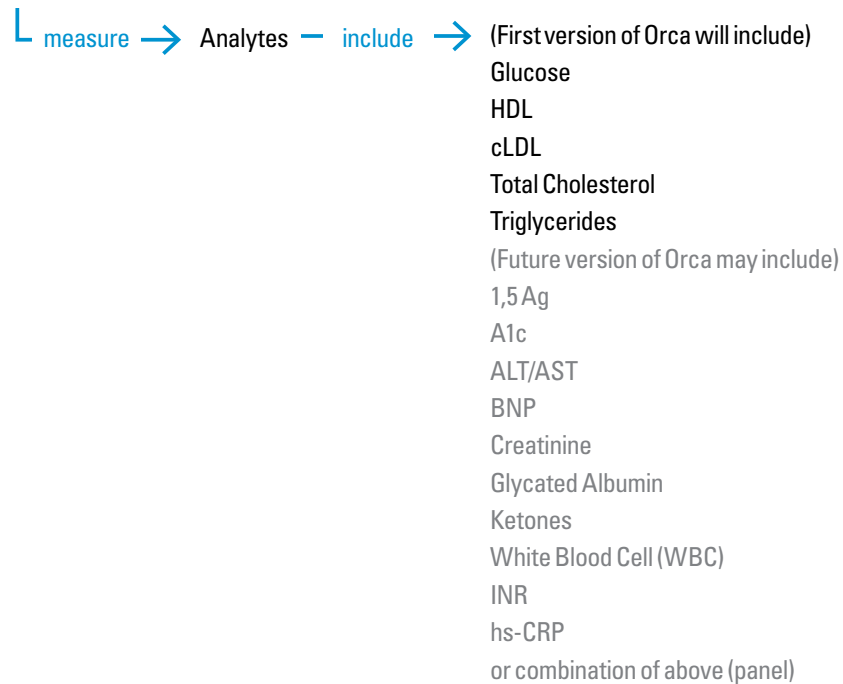 measure Analytes include (First version of Orca will include)
Glucose
HDL
cLDL
Total Cholesterol
Triglycerides
(Future version of Orca may include)
1,5 Ag
A1c
ALT/AST
BNP
Creatinine
Glycated Albumin
Ketones
White Blood Cell (WBC)
INR
hs-CRP
or combination of above (panel)